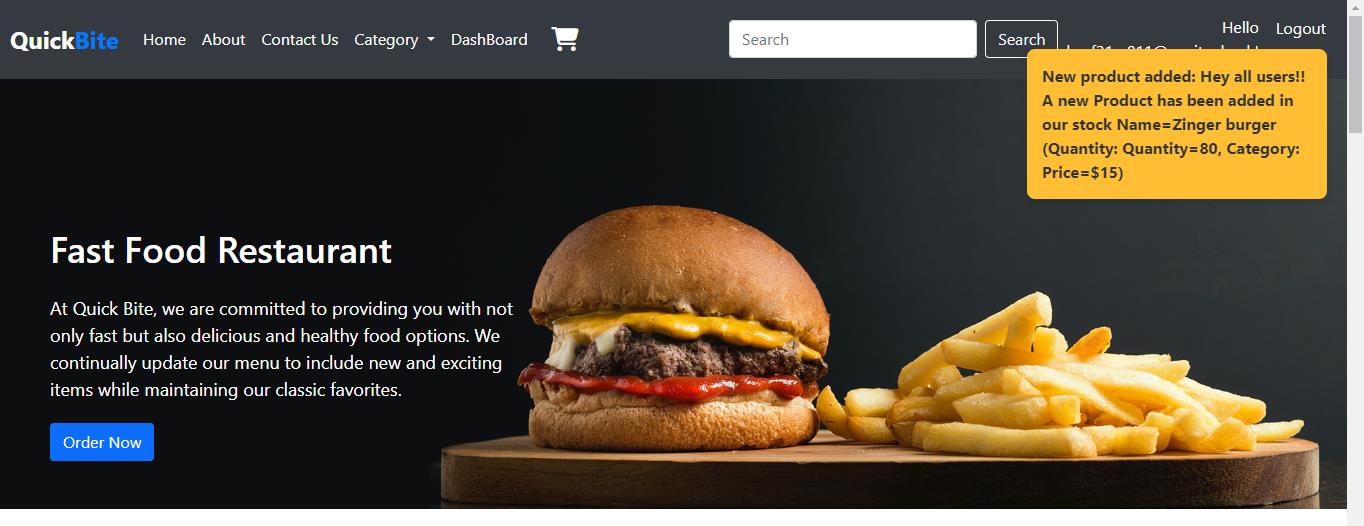 QuickBite Home About Contact Us Category DashBoard Search Search Hello Logout
New product added: Hey all users!!
A new Product has been added in
our stock Name=Zinger burger
(Quantity: Quantity=80, Category:
Price=$15)
Fast Food Restaurant
At Quick Bite, we are committed to providing you with not
only fast but also delicious and healthy food options. We
continually update our menu to include new and exciting
items while maintaining our classic favorites.
Order Now